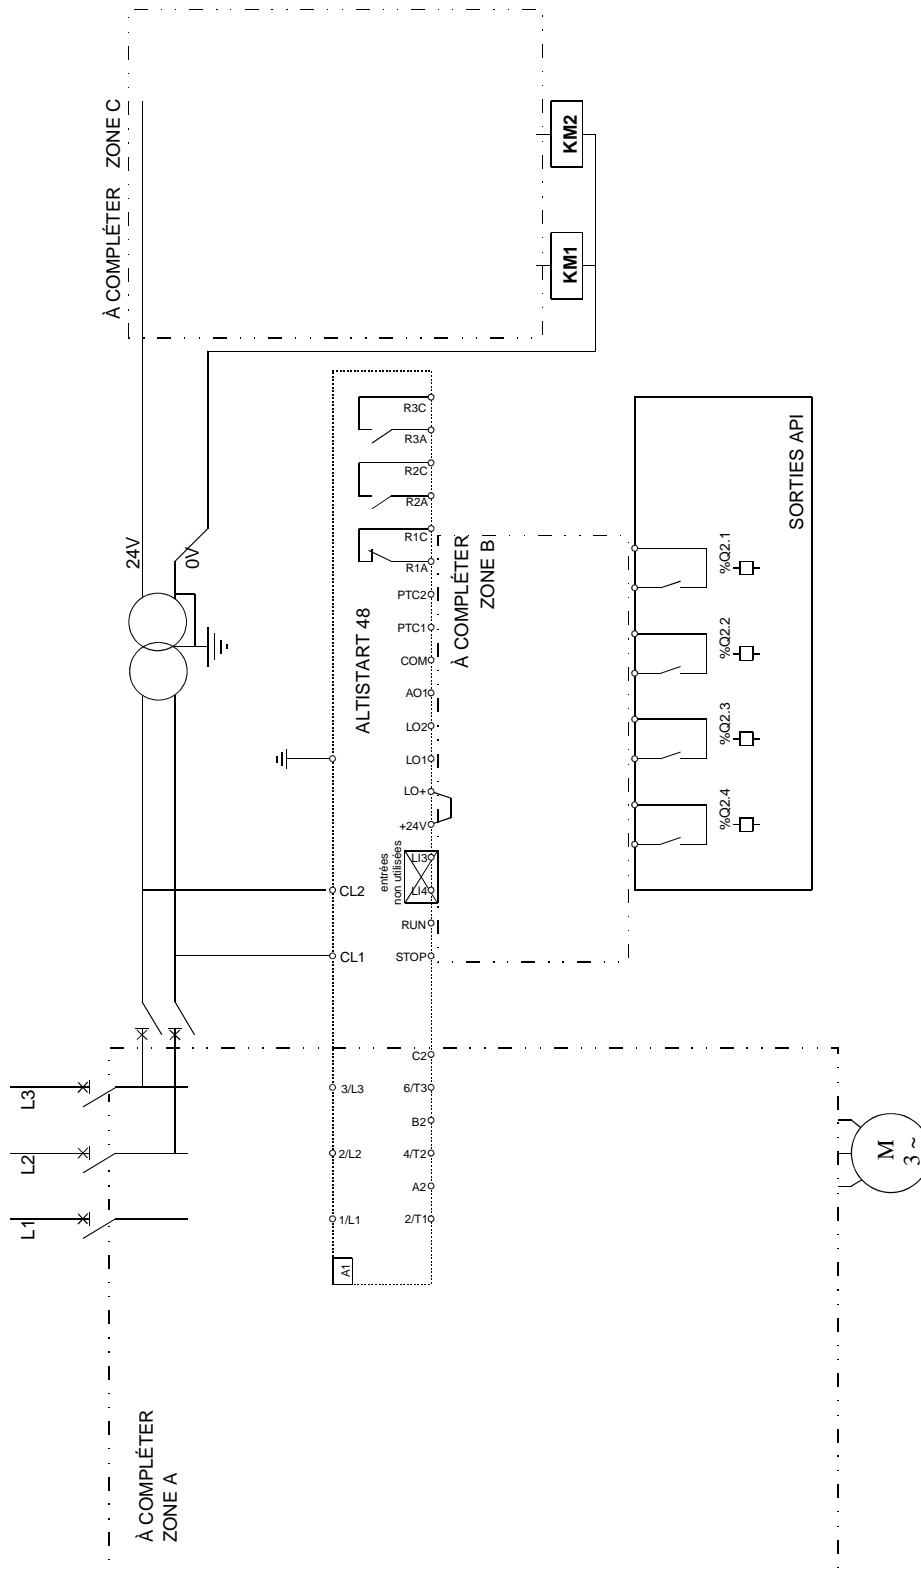 À COMPLÉTER ZONE C
KM2
KM1
24V
0V
R3C
R3A
R2C
R2A
R1C
R1A
PTC2
PTC1
COM
AO1
LO2
LO1
LO+
+24V
LI3
LI4
RUN
STOP
ALTISTART 48
entrées
non utilisées
CL2
CL1
À COMPLÉTER
ZONE B
SORTIES API
%Q2.1
%Q2.2
%Q2.3
%Q2.4
L3
L2
L1
3/L3
2/L2
1/L1
C2
6/T3
B2
4/T2
A2
2/T1
A1
M
3 ~
À COMPLÉTER
ZONE A